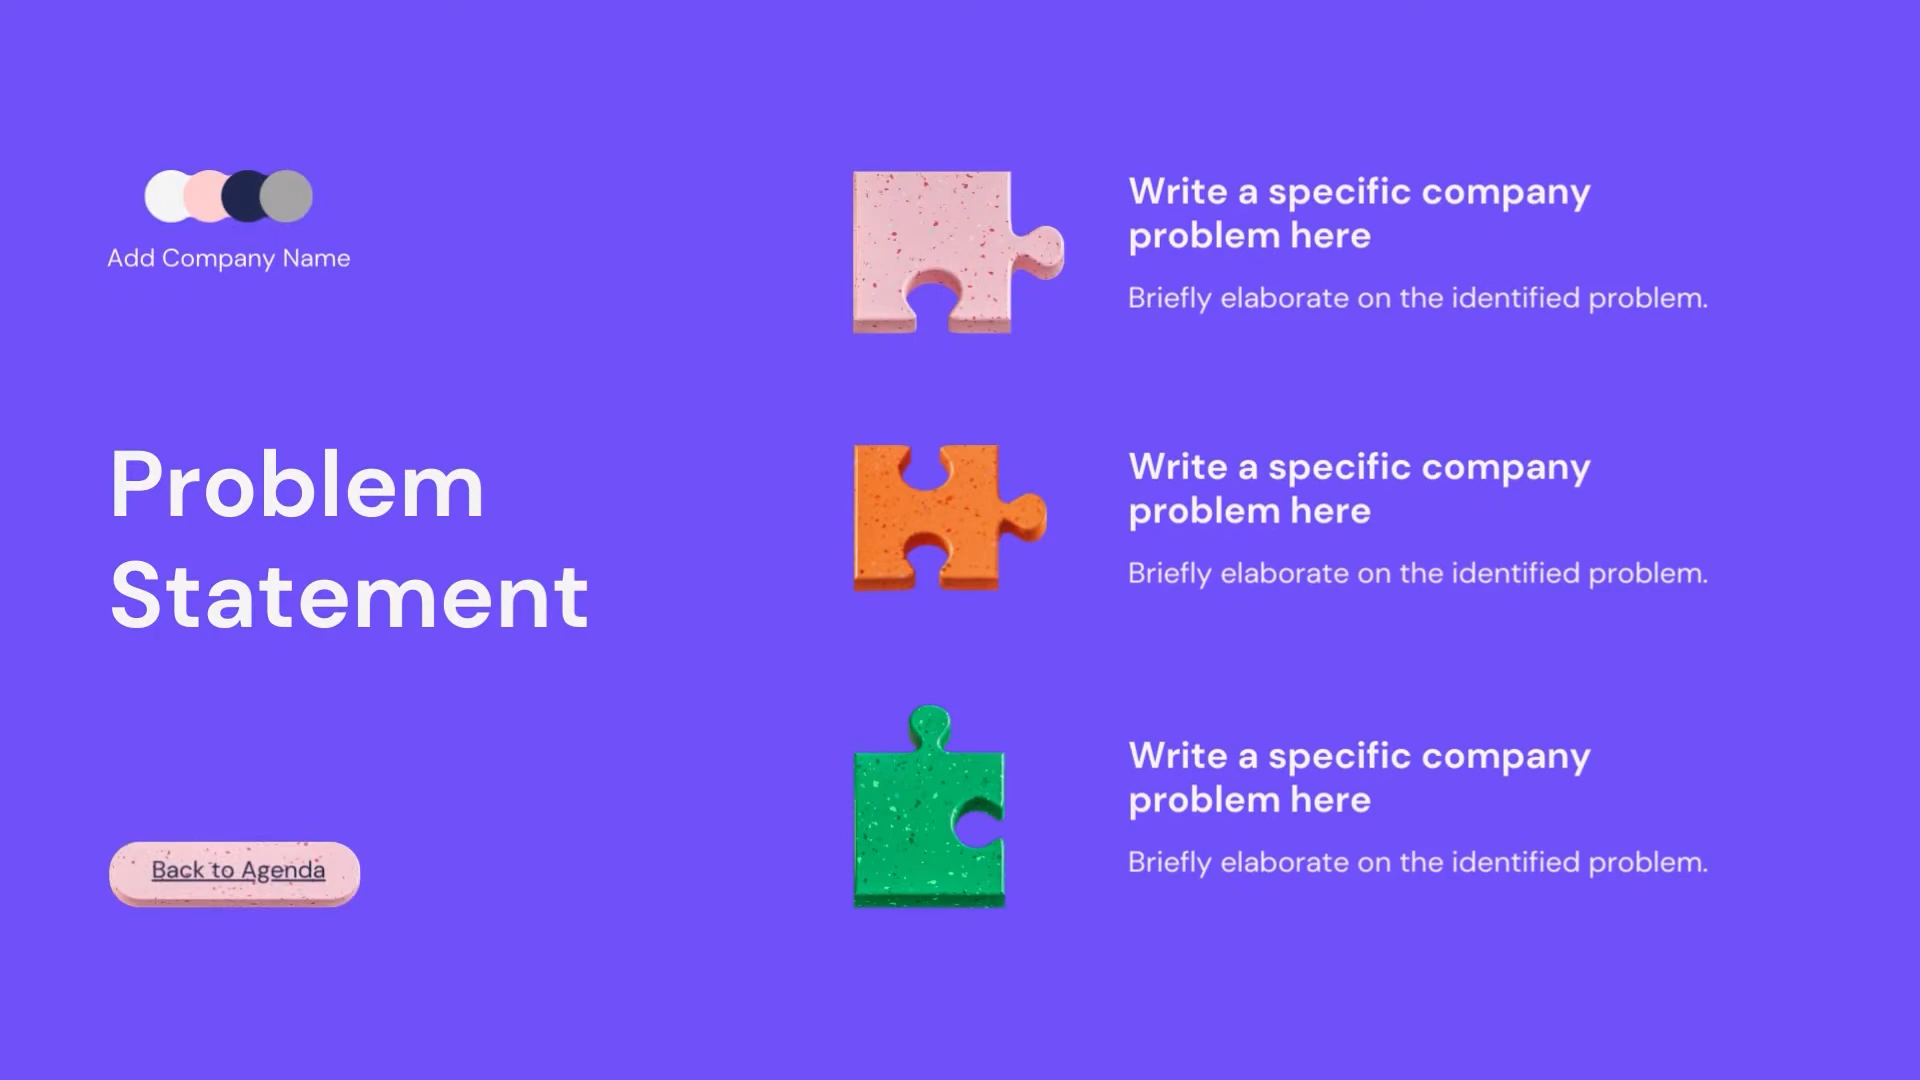 Add Company Name
Problem
Statement
Back to Agenda
Write a specific company
problem here
Briefly elaborate on the identified problem.
Write a specific company
problem here
Briefly elaborate on the identified problem.
Write a specific company
problem here
Briefly elaborate on the identified problem.